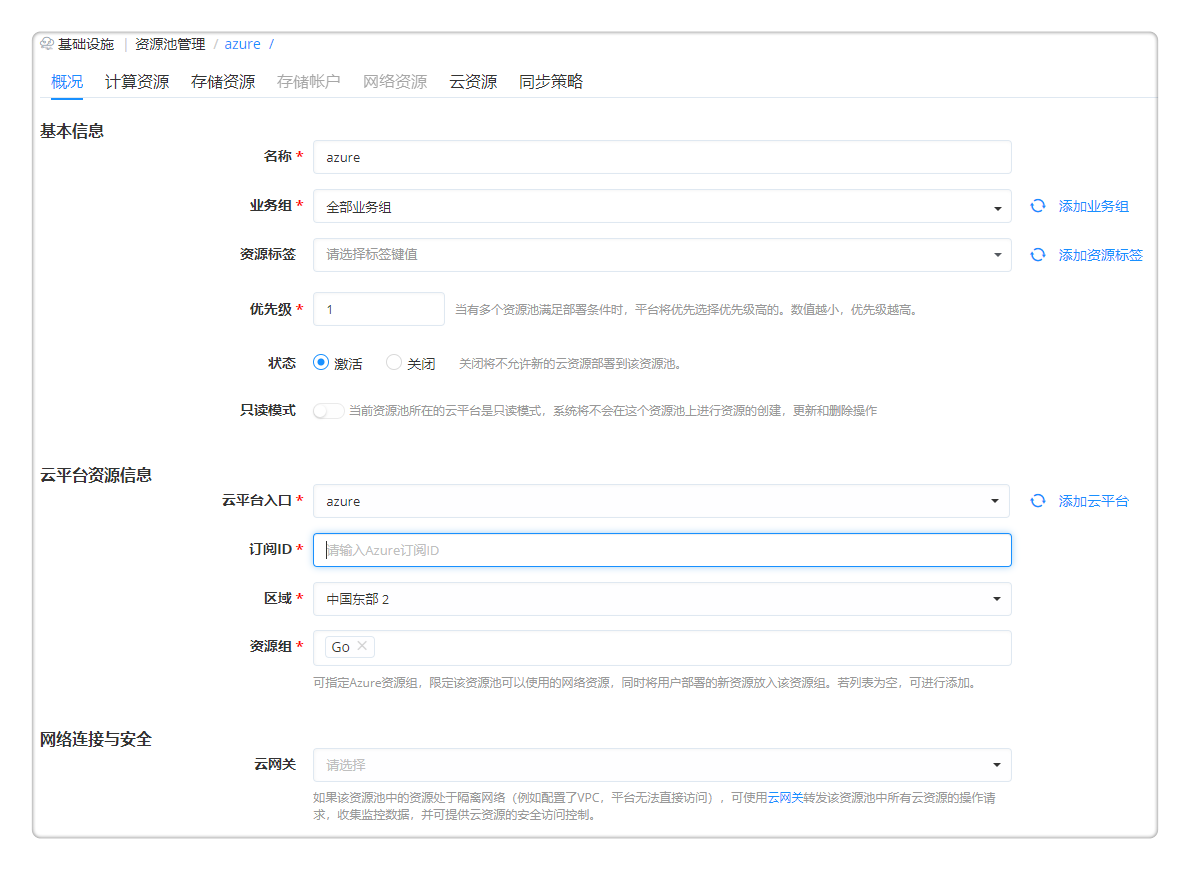 基础设施 | 资源池管理 / azure /
概况 计算资源 存储资源 存储帐户 网络资源 云资源 同步策略
基本信息
名称 * azure
业务组 * 全部业务组 添加业务组
资源标签 请选择标签键值 添加资源标签
优先级 * 1 当有多个资源池满足部署条件时，平台将优先选择优先级高的。数值越小，优先级越高。
状态 激活 关闭 关闭将不允许新的云资源部署到该资源池。
只读模式 当前资源池所在的云平台是只读模式，系统将不会在这个资源池上进行资源的创建，更新和删除操作
云平台资源信息
云平台入口 * azure 添加云平台
订阅ID * 请输入Azure订阅ID
区域 * 中国东部 2
资源组 * Go ×
可指定Azure资源组，限定该资源池可以使用的网络资源，同时将用户部署的新资源放入该资源组。若列表为空，可进行添加。
网络连接与安全
云网关 请选择
如果该资源池中的资源处于隔离网络（例如配置了VPC，平台无法直接访问），可使用云网关转发该资源池中所有云资源的操作请
求，收集监控数据，并可提供云资源的安全访问控制。